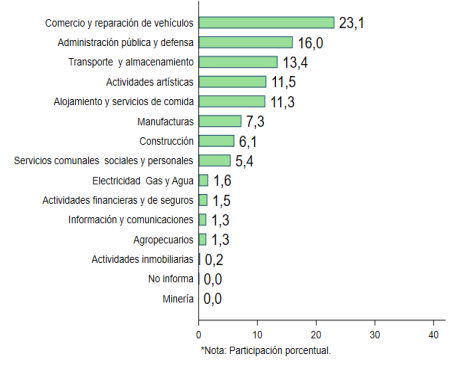 Comercio y reparación de vehículos 23,1
Administración pública y defensa 16,0
Transporte y almacenamiento 13,4
Actividades artísticas 11,5
Alojamiento y servicios de comida 11,3
Manufacturas 7,3
Construcción 6,1
Servicios comunales sociales y personales 5,4
Electricidad Gas y Agua 1,6
Actividades financieras y de seguros 1,5
Información y comunicaciones 1,3
Agropecuarios 1,3
Actividades inmobiliarias 0,2
No informa 0,0
Minería 0,0
0 10 20 30 40
*Nota: Participación porcentual.